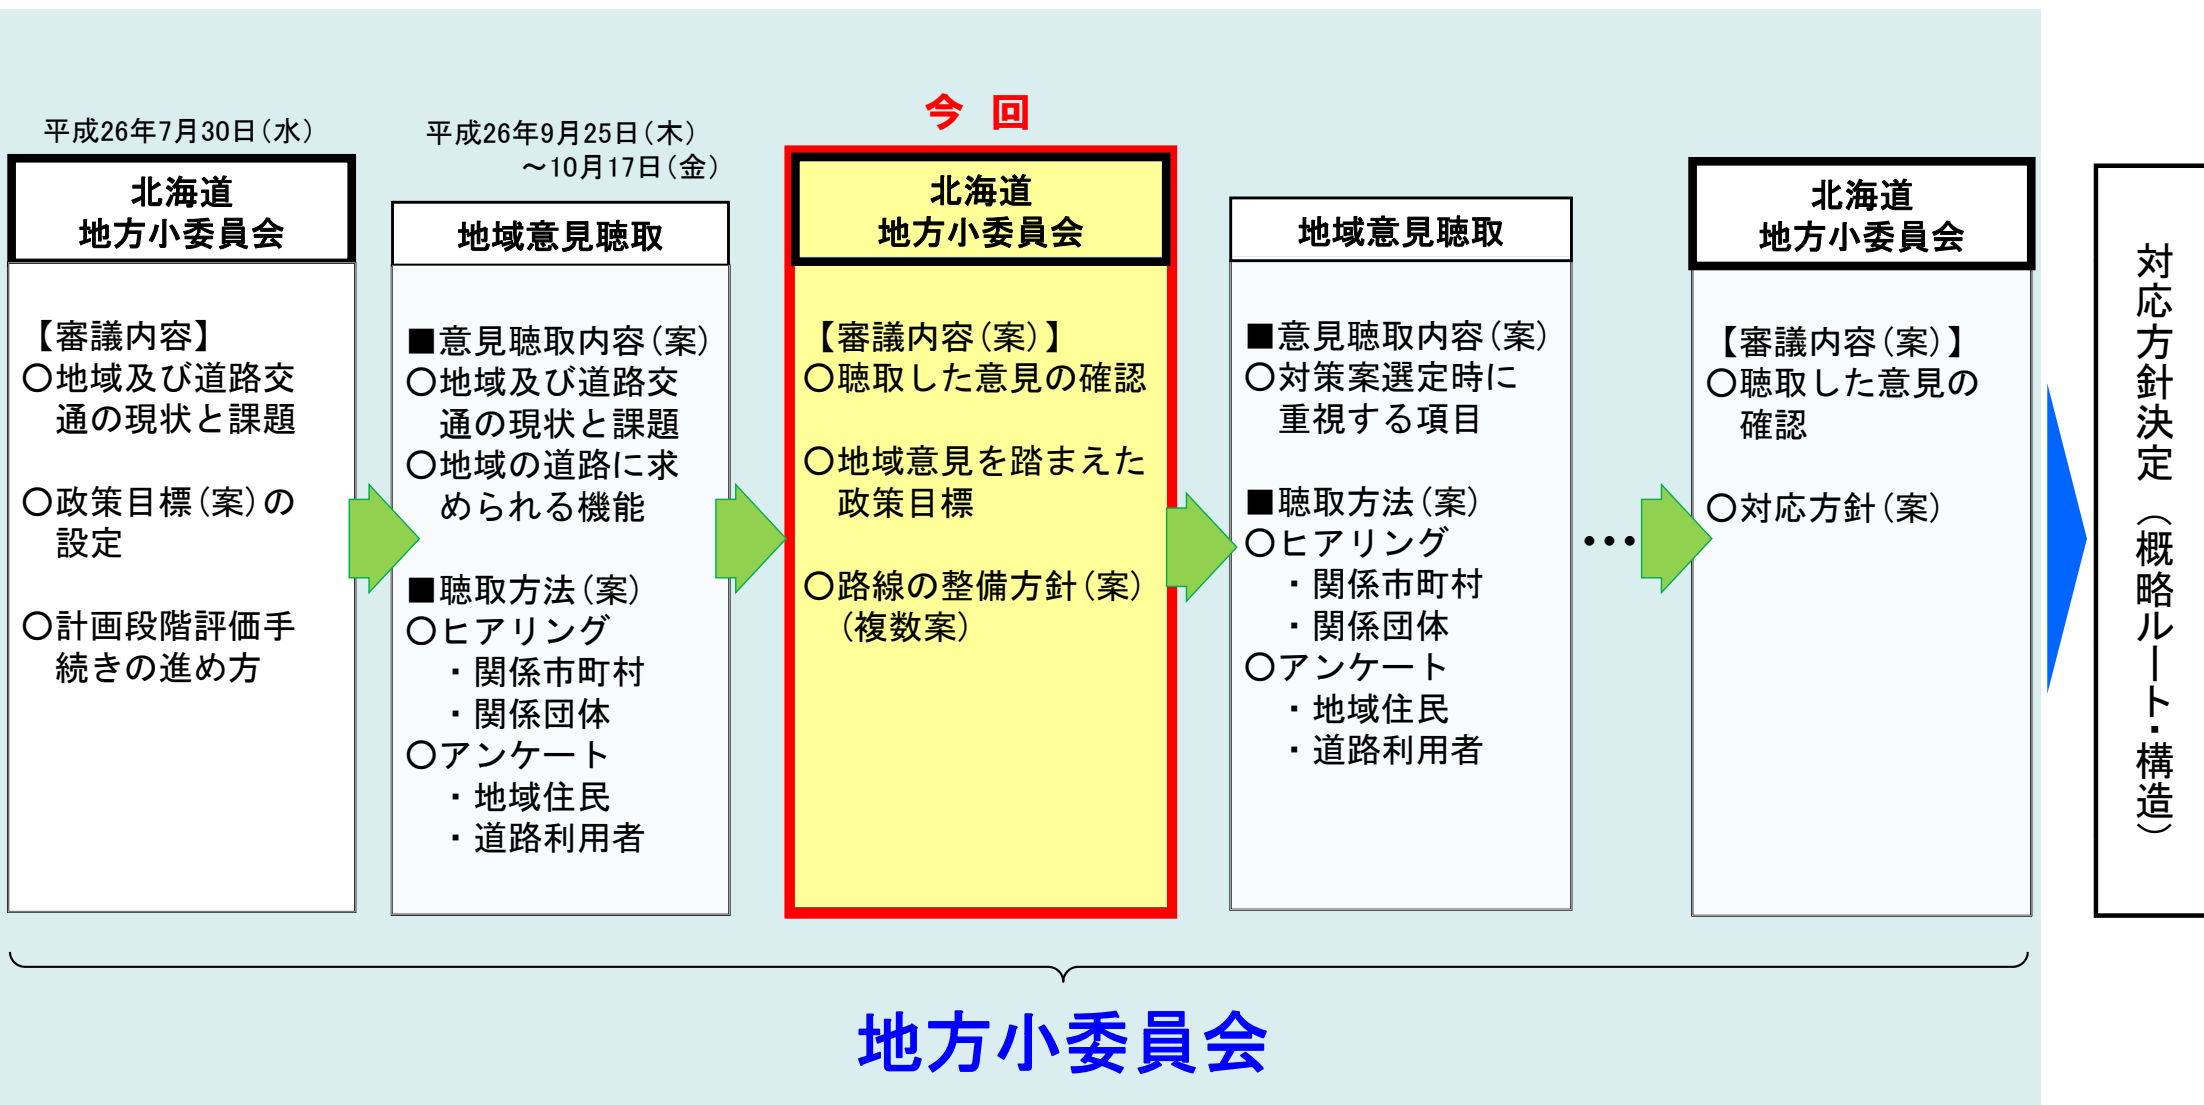 平成26年7月30日(水)
北海道
地方小委員会
【審議内容】
○地域及び道路交
通の現状と課題
○政策目標(案)の
設定
○計画段階評価手
続きの進め方
平成26年9月25日(木)
～10月17日(金)
地域意見聴取
■意見聴取内容(案)
○地域及び道路交
通の現状と課題
○地域の道路に求
められる機能
■聴取方法(案)
○ヒアリング
・関係市町村
・関係団体
○アンケート
・地域住民
・道路利用者
今 回
北海道
地方小委員会
【審議内容(案)】
○聴取した意見の確認
○地域意見を踏まえた
政策目標
○路線の整備方針(案)
(複数案)
地域意見聴取
■意見聴取内容(案)
○対策案選定時に
重視する項目
■聴取方法(案)
○ヒアリング
・関係市町村
・関係団体
○アンケート
・地域住民
・道路利用者
•••
北海道
地方小委員会
【審議内容(案)】
○聴取した意見の
確認
○対応方針(案)
対応方針決定(概略ルート・構造)
地方小委員会